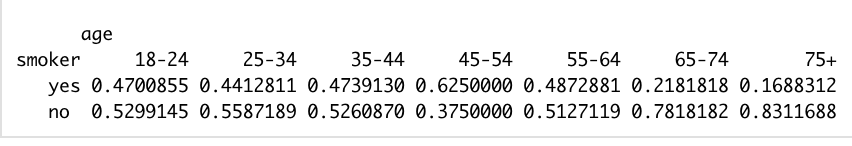 age
smoker 18-24 25-34 35-44 45-54 55-64 65-74 75+
yes 0.4700855 0.4412811 0.4739130 0.6250000 0.4872881 0.2181818 0.1688312
no 0.5299145 0.5587189 0.5260870 0.3750000 0.5127119 0.7818182 0.8311688